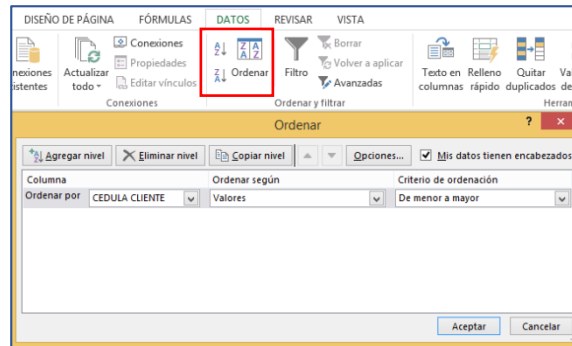 DISEÑO DE PÁGINA FÓRMULAS DATOS REVISAR VISTA
Conexiones
Propiedades
Editar vínculos
Actualizar
todo
Conexiones
Ordenar
Filtro
Borrar
Volver a aplicar
Avanzadas
Ordenar y filtrar
Texto en
columnas
Relleno
rápido
Quitar
duplicados
Ordenar
Agregar nivel Eliminar nivel Copiar nivel Opciones... Mis datos tienen encabezados
Columna Ordenar según Criterio de ordenación
Ordenar por CEDULA CLIENTE Valores De menor a mayor
Aceptar Cancelar